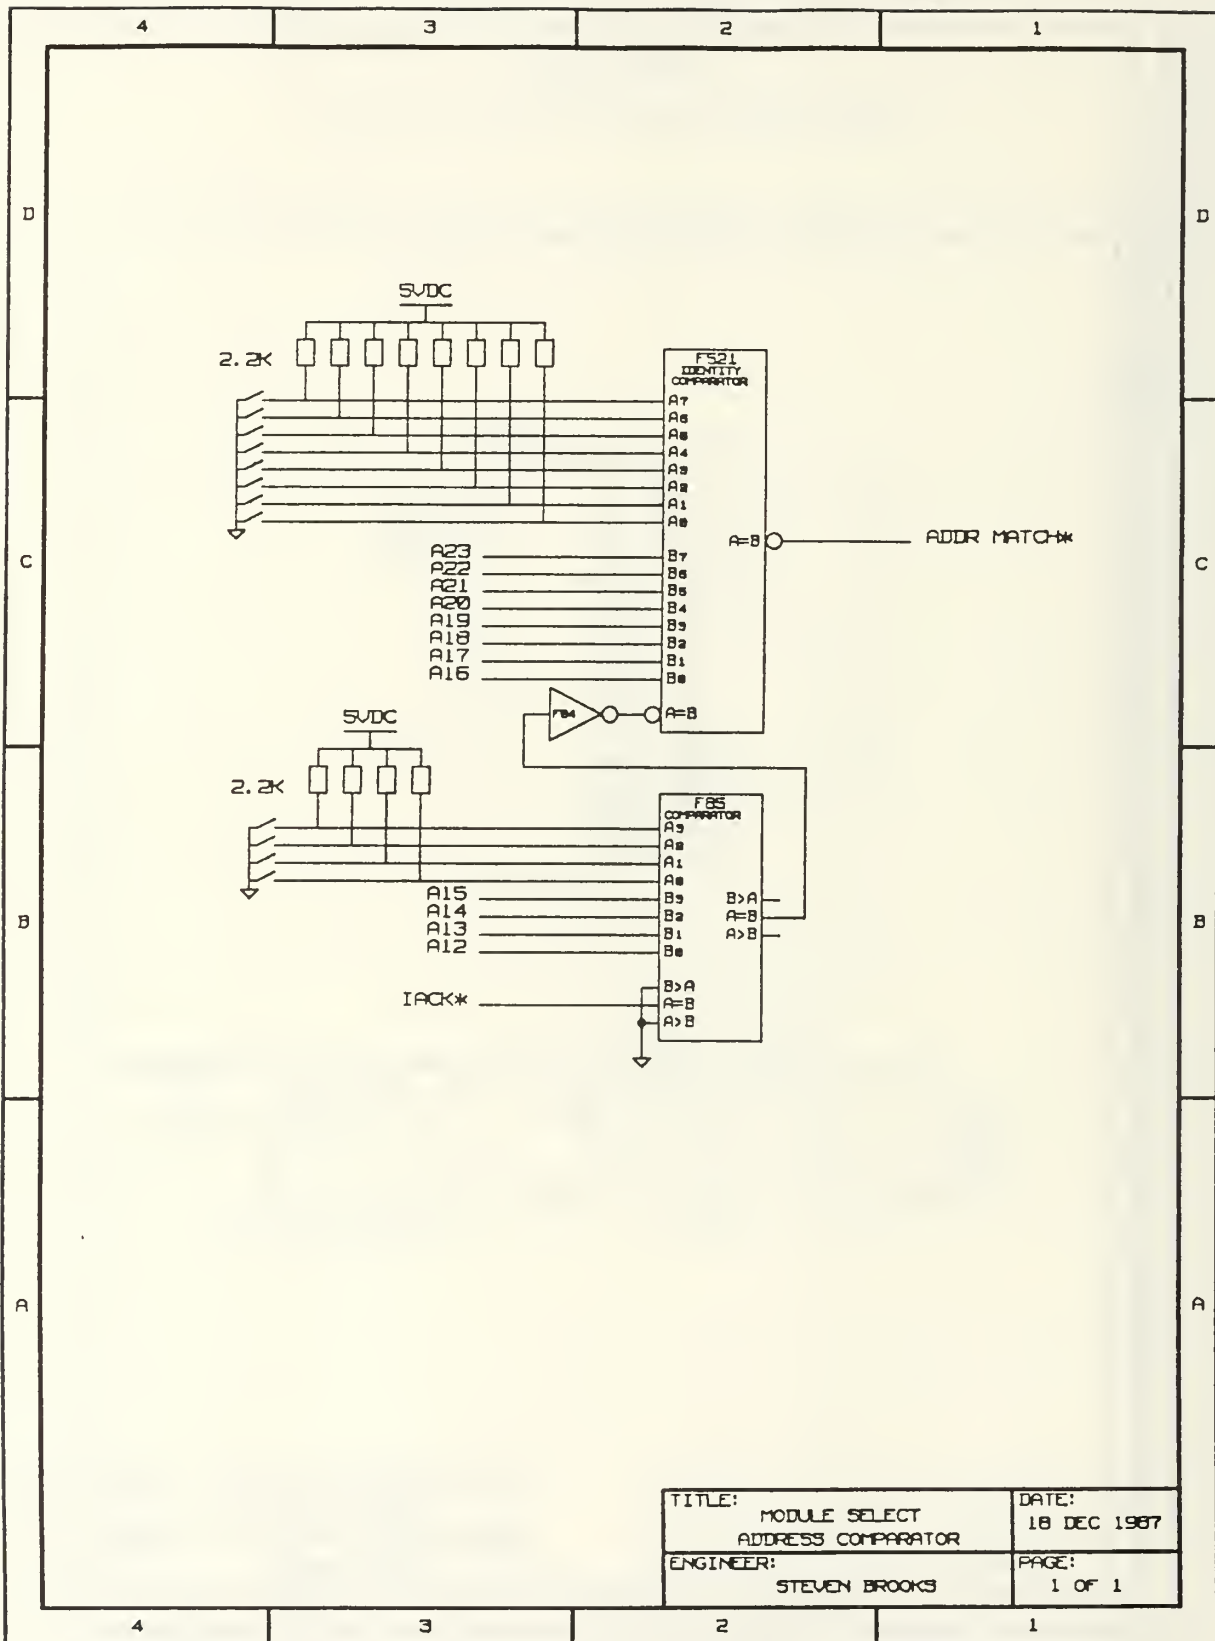 4 3 2 1
D D
5VDC
2.2K
F521
IDENTITY
COMPARATOR
A7
A6
A5
A4
A3
A2
A1
A0
A=B
ADDR MATCH*
C C
A23 B7
A22 B6
A21 B5
A20 B4
A19 B3
A18 B2
A17 B1
A16 B0
F04
A=B
5VDC
2.2K
F85
COMPARATOR
A3
A2
A1
A0
A15 B3 B>A
A14 B2 A=B
A13 B1 A>B
A12 B0
B B
B>A
IACK* A=B
A>B
A A
TITLE:
MODULE SELECT
ADDRESS COMPARATOR
DATE:
18 DEC 1987
ENGINEER:
STEVEN BROOKS
PAGE:
1 OF 1
4 3 2 1